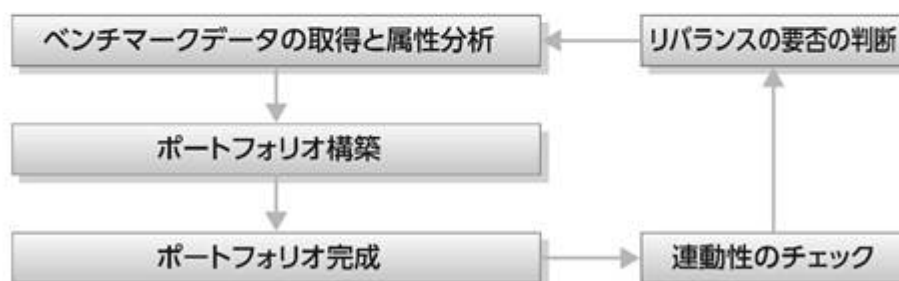 ベンチマークデータの取得と属性分析
リバランスの要否の判断
ポートフォリオ構築
ポートフォリオ完成
連動性のチェック